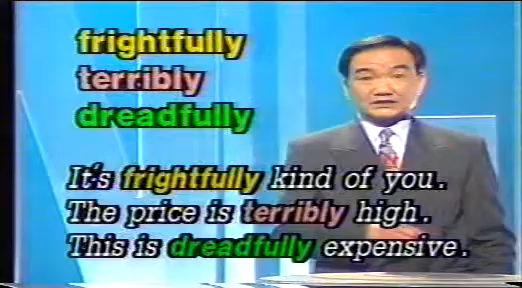 frightfully
terribly
dreadfully
It's frightfully kind of you.
The price is terribly high.
This is dreadfully expensive.